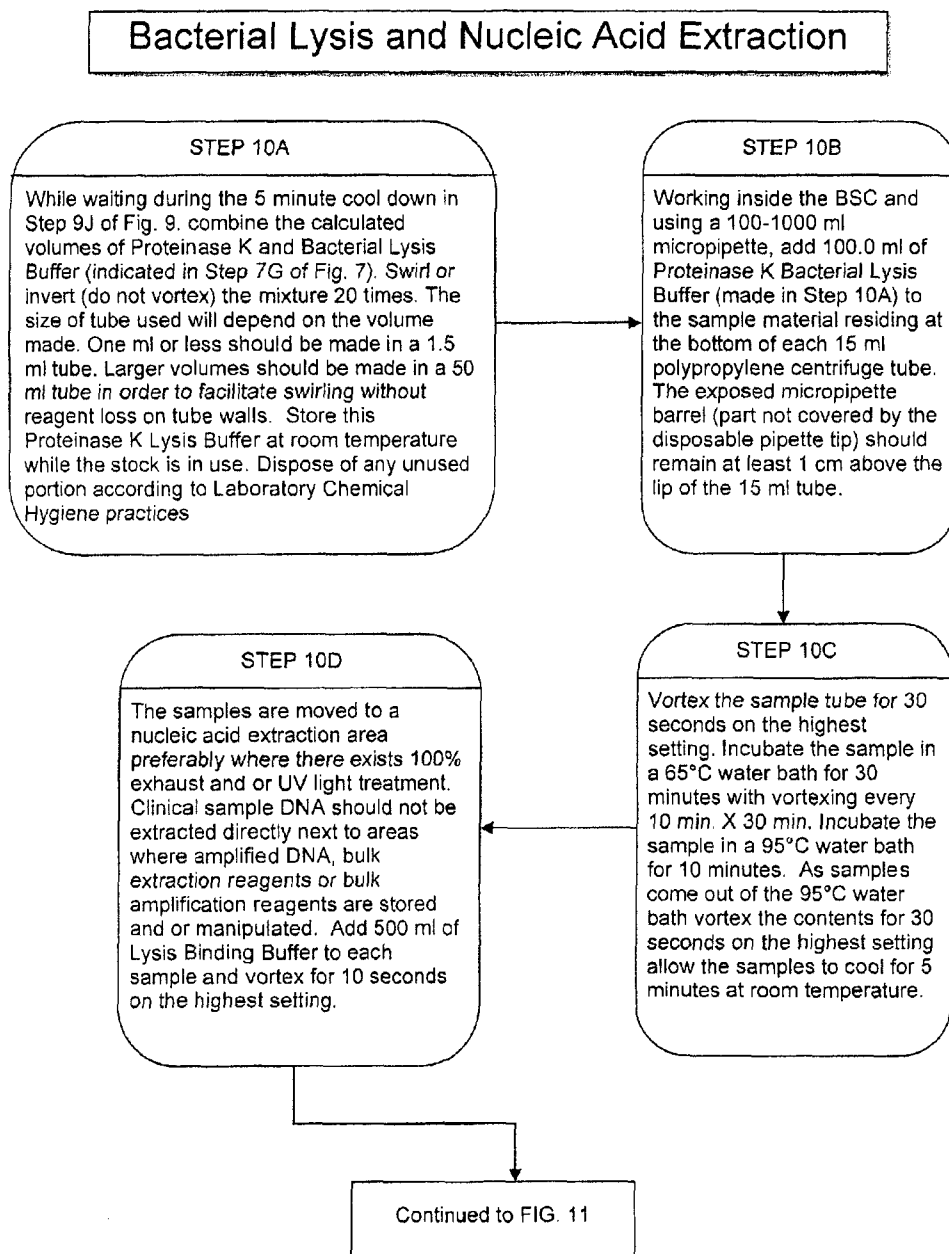 Bacterial Lysis and Nucleic Acid Extraction
STEP 10A
While waiting during the 5 minute cool down in
Step 9J of Fig. 9. combine the calculated
volumes of Proteinase K and Bacterial Lysis
Buffer (indicated in Step 7G of Fig. 7). Swirl or
invert (do not vortex) the mixture 20 times. The
size of tube used will depend on the volume
made. One ml or less should be made in a 1.5
ml tube. Larger volumes should be made in a 50
ml tube in order to facilitate swirling without
reagent loss on tube walls. Store this
Proteinase K Lysis Buffer at room temperature
while the stock is in use. Dispose of any unused
portion according to Laboratory Chemical
Hygiene practices
STEP 10B
Working inside the BSC and
using a 100-1000 ml
micropipette, add 100.0 ml of
Proteinase K Bacterial Lysis
Buffer (made in Step 10A) to
the sample material residing at
the bottom of each 15 ml
polypropylene centrifuge tube.
The exposed micropipette
barrel (part not covered by the
disposable pipette tip) should
remain at least 1 cm above the
lip of the 15 ml tube.
STEP 10C
Vortex the sample tube for 30
seconds on the highest
setting. Incubate the sample in
a 65°C water bath for 30
minutes with vortexing every
10 min. X 30 min. Incubate the
sample in a 95°C water bath
for 10 minutes. As samples
come out of the 95°C water
bath vortex the contents for 30
seconds on the highest setting
allow the samples to cool for 5
minutes at room temperature.
STEP 10D
The samples are moved to a
nucleic acid extraction area
preferably where there exists 100%
exhaust and or UV light treatment.
Clinical sample DNA should not be
extracted directly next to areas
where amplified DNA, bulk
extraction reagents or bulk
amplification reagents are stored
and or manipulated. Add 500 ml of
Lysis Binding Buffer to each
sample and vortex for 10 seconds
on the highest setting.
Continued to FIG. 11